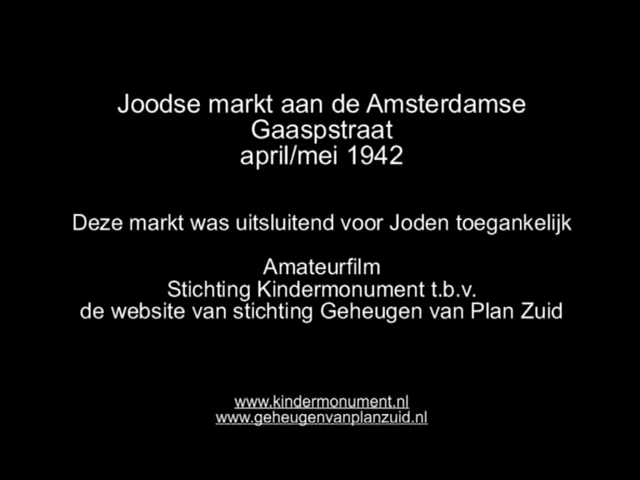 Joodse markt aan de Amsterdamse
Gaaspstraat
april/mei 1942
Deze markt was uitsluitend voor Joden toegankelijk
Amateurfilm
Stichting Kindermonument t.b.v.
de website van stichting Geheugen van Plan Zuid
www.kindermonument.nl
www.geheugenvanplanzuid.nl